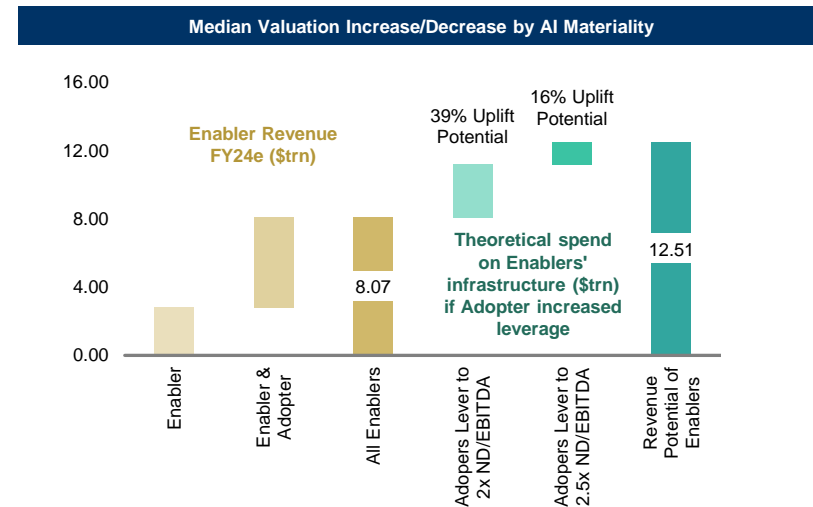 Median Valuation Increase/Decrease by AI Materiality
16.00
12.00
8.00
4.00
0.00
Enabler Revenue
FY24e ($trn)
39% Uplift
Potential
16% Uplift
Potential
8.07
Theoretical spend
on Enablers'
infrastructure ($trn)
if Adopter increased
leverage
12.51
Enabler
Enabler &
Adopter
All Enablers
Adopers Lever to
2x ND/EBITDA
Adopers Lever to
2.5x ND/EBITDA
Revenue
Potential of
Enablers